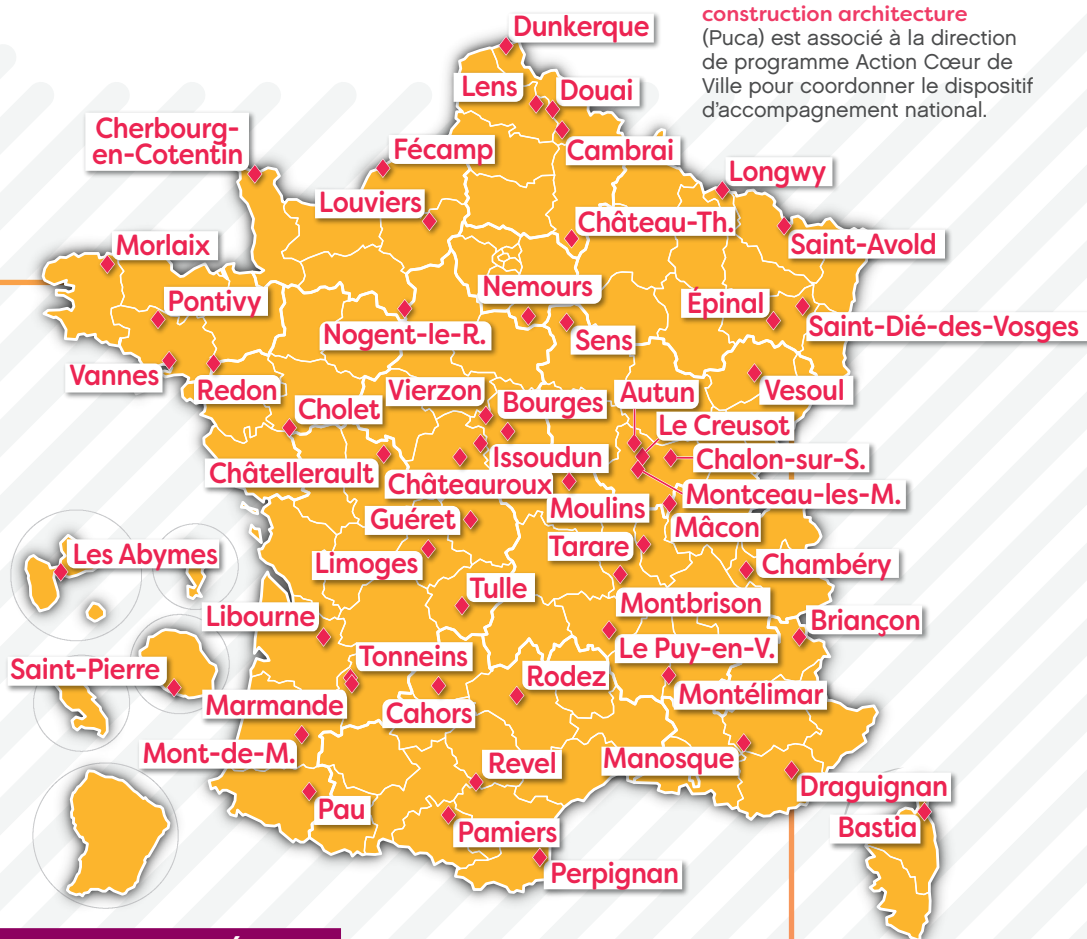 construction architecture
(Puca) est associé à la direction
de programme Action Cœur de
Ville pour coordonner le dispositif
d'accompagnement national.
Dunkerque
Lens
Douai
Cherbourg-
en-Cotentin
Fécamp
Cambrai
Longwy
Louviers
Château-Th.
Saint-Avold
Morlaix
Nemours
Épinal
Pontivy
Nogent-le-R.
Sens
Saint-Dié-des-Vosges
Vannes
Redon
Vierzon
Bourges
Autun
Vesoul
Cholet
Le Creusot
Châtellerault
Issoudun
Chalon-sur-S.
Châteauroux
Montceau-les-M.
Moulins
Mâcon
Guéret
Tarare
Les Abymes
Limoges
Chambéry
Tulle
Montbrison
Libourne
Briançon
Le Puy-en-V.
Saint-Pierre
Tonneins
Rodez
Montélimar
Marmande
Cahors
Mont-de-M.
Revel
Manosque
Draguignan
Pau
Pamiers
Bastia
Perpignan